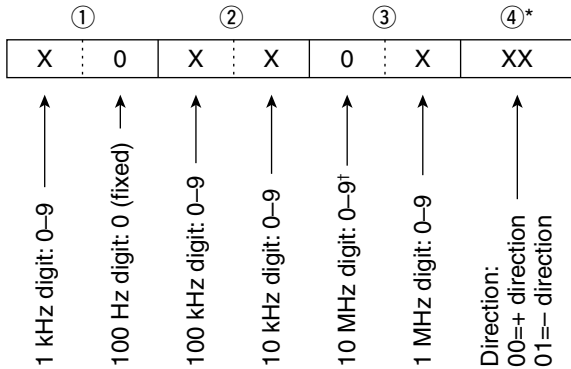 ① ② ③ ④*
X 0 X X 0 X XX
1 kHz digit: 0–9
100 Hz digit: 0 (fixed)
100 kHz digit: 0–9
10 kHz digit: 0–9
10 MHz digit: 0–9†
1 MHz digit: 0–9
Direction:
00=+ direction
01=– direction